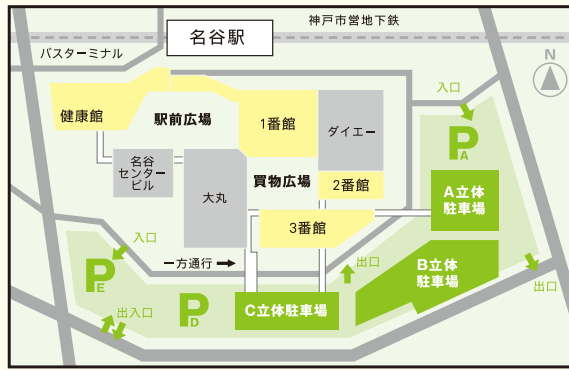 神戸市営地下鉄
名谷駅
バスターミナル
N
入口
健康館
駅前広場
1番館
ダイエー
P
A
名谷
センター
ビル
買物広場
2番館
大丸
A立体
駐車場
3番館
入口
一方通行
出口
B立体
駐車場
出口
P
E
出入口
P
D
C立体駐車場